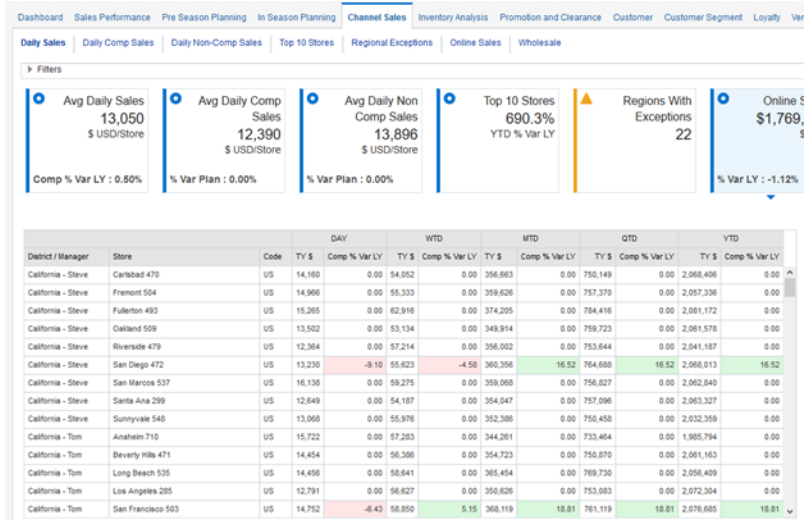 Dashboard Sales Performance Pre Season Planning In Season Planning Channel Sales Inventory Analysis Promotion and Clearance Customer Customer Segment Loyalty Ver
Daily Sales Daily Comp Sales Daily Non-Comp Sales Top 10 Stores Regional Exceptions Online Sales Wholesale
Filters
Avg Daily Sales
13,050
$ USD/Store
Comp % Var LY : 0.50%
Avg Daily Comp
Sales
12,390
$ USD/Store
% Var Plan : 0.00%
Avg Daily Non
Comp Sales
13,896
$ USD/Store
% Var Plan : 0.00%
Top 10 Stores
690.3%
YTD % Var LY
Regions With
Exceptions
22
Online S
$1,769,
$
% Var LY : -1.12%
DAY WTD MTD QTD YTD
District / Manager Store Code TY $ Comp % Var LY TY $ Comp % Var LY TY $ Comp % Var LY TY $ Comp % Var LY TY $ Comp % Var LY
California - Steve Carlsbad 470 US 14,160 0.00 54,052 0.00 356,663 0.00 750,149 0.00 2,068,406 0.00
California - Steve Fremont 504 US 14,966 0.00 55,333 0.00 359,626 0.00 757,370 0.00 2,057,336 0.00
California - Steve Fullerton 493 US 15,265 0.00 62,916 0.00 374,205 0.00 784,416 0.00 2,081,172 0.00
California - Steve Oakland 509 US 13,502 0.00 53,134 0.00 349,914 0.00 759,723 0.00 2,061,578 0.00
California - Steve Riverside 479 US 12,364 0.00 57,214 0.00 356,002 0.00 753,644 0.00 2,041,187 0.00
California - Steve San Diego 472 US 13,230 -9.10 55,623 -4.58 360,356 16.52 764,688 16.52 2,068,013 16.52
California - Steve San Marcos 537 US 16,138 0.00 59,275 0.00 359,068 0.00 756,827 0.00 2,062,840 0.00
California - Steve Santa Ana 299 US 12,649 0.00 54,187 0.00 354,047 0.00 757,096 0.00 2,063,327 0.00
California - Steve Sunnyvale 548 US 13,068 0.00 55,976 0.00 352,386 0.00 750,458 0.00 2,032,359 0.00
California - Tom Anaheim 710 US 15,722 0.00 57,283 0.00 344,261 0.00 733,464 0.00 1,985,794 0.00
California - Tom Beverly Hills 471 US 14,454 0.00 56,386 0.00 354,723 0.00 750,870 0.00 2,061,163 0.00
California - Tom Long Beach 535 US 14,456 0.00 58,641 0.00 365,454 0.00 769,730 0.00 2,056,409 0.00
California - Tom Los Angeles 285 US 12,791 0.00 56,627 0.00 350,626 0.00 753,083 0.00 2,072,304 0.00
California - Tom San Francisco 503 US 14,752 -6.43 58,850 5.15 368,119 18.81 761,119 18.81 2,076,685 18.81